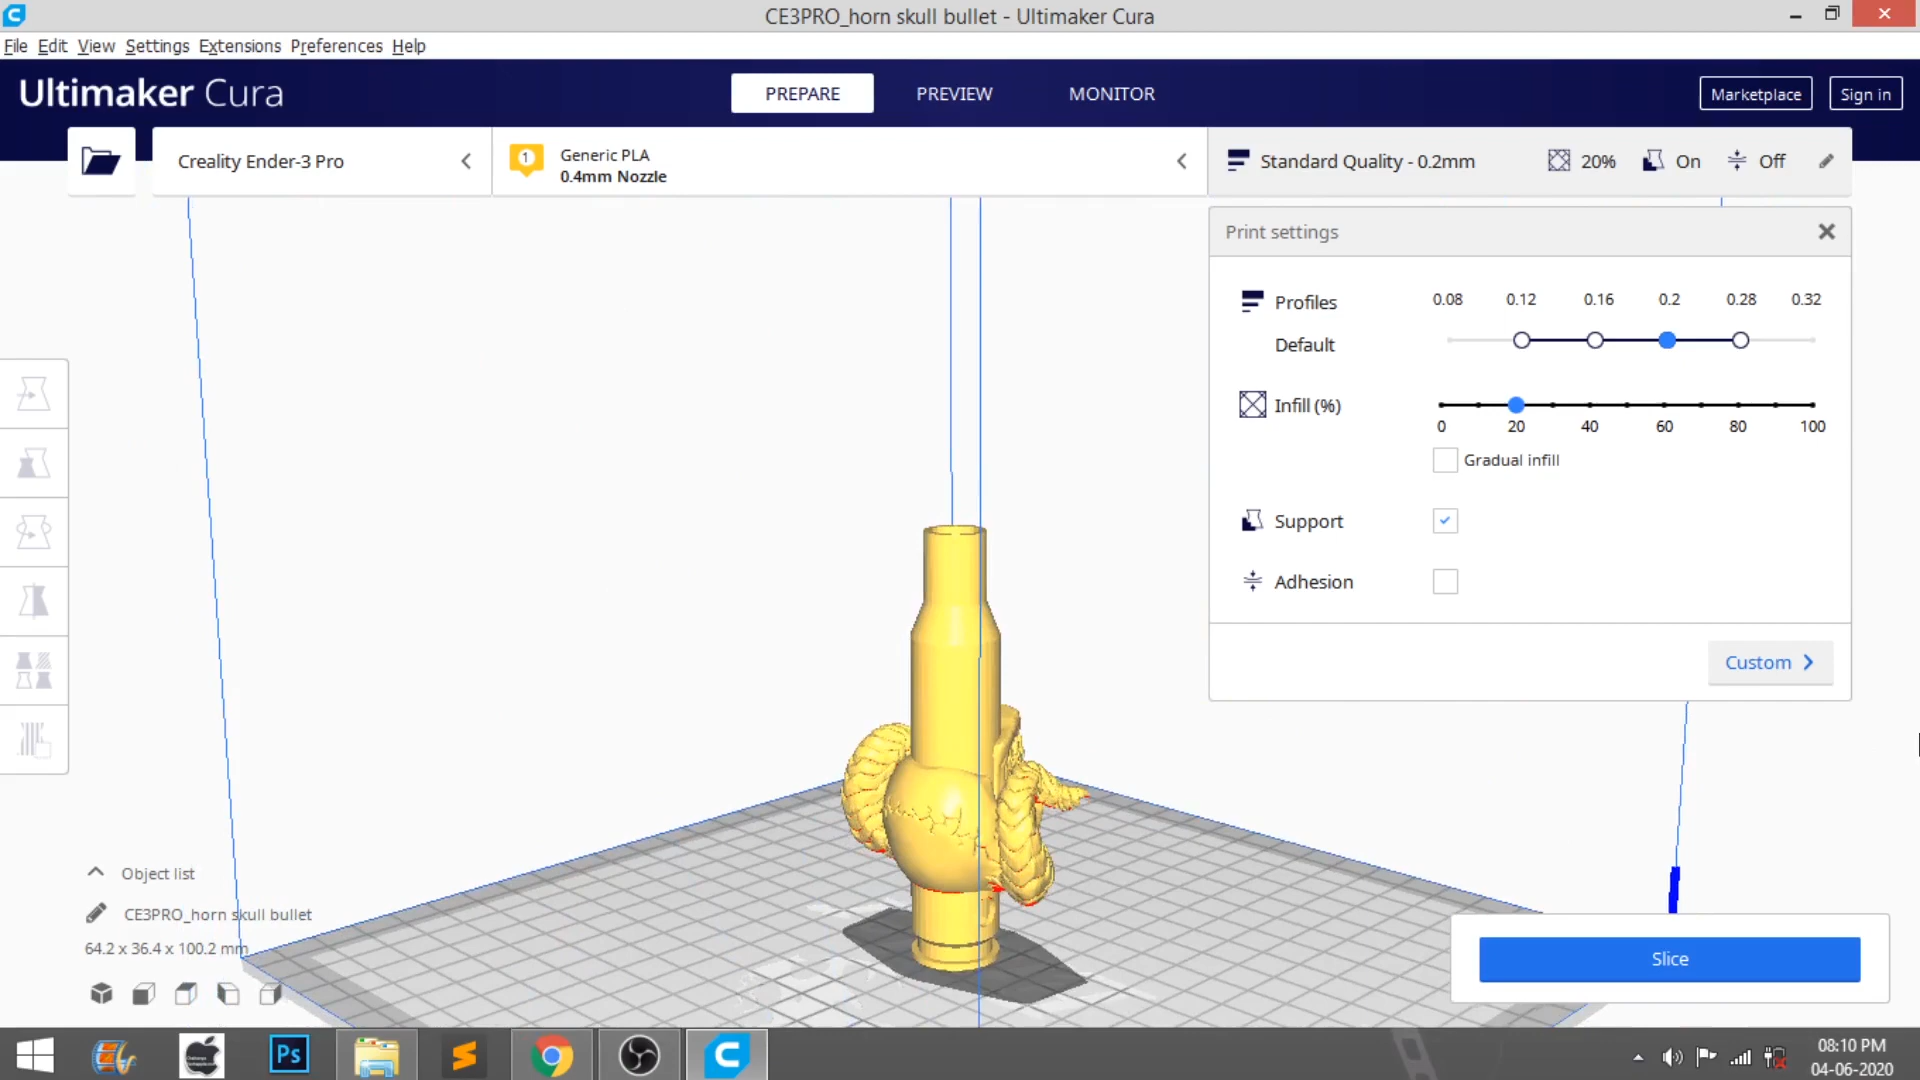 CE3PRO_horn skull bullet - Ultimaker Cura
File Edit View Settings Extensions Preferences Help
Ultimaker Cura
PREPARE PREVIEW MONITOR
Marketplace Sign in
Creality Ender-3 Pro
1 Generic PLA
0.4mm Nozzle
Standard Quality - 0.2mm 20% On Off
Print settings
Profiles 0.08 0.12 0.16 0.2 0.28 0.32
Default
Infill (%)
0 20 40 60 80 100
Gradual infill
Support
Adhesion
Custom
Object list
CE3PRO_horn skull bullet
64.2 x 36.4 x 100.2 mm
Slice
Ps
08:10 PM
04-06-2020